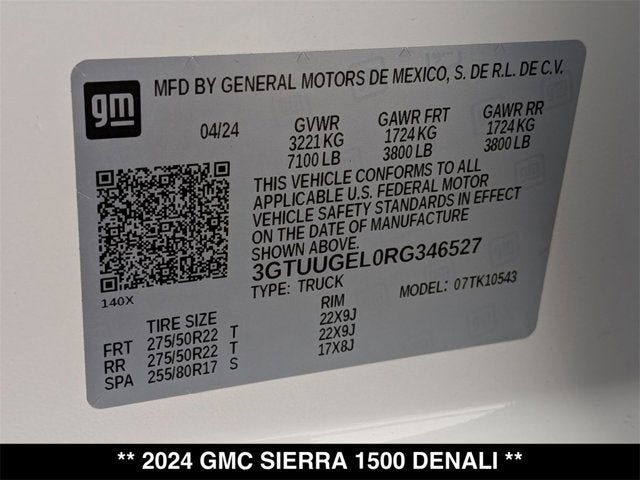 gm
MFD BY GENERAL MOTORS DE MEXICO, S. DE R.L. DE C.V.
04/24 GVWR GAWR FRT GAWR RR
3221 KG 1724 KG 1724 KG
7100 LB 3800 LB 3800 LB
THIS VEHICLE CONFORMS TO ALL
APPLICABLE U.S. FEDERAL MOTOR
VEHICLE SAFETY STANDARDS IN EFFECT
ON THE DATE OF MANUFACTURE
SHOWN ABOVE.
3GTUUGEL0RG346527
TYPE: TRUCK MODEL: 07TK10543
140X
TIRE SIZE RIM
FRT 275/50R22 T 22X9J
RR 275/50R22 T 22X9J
SPA 255/80R17 S 17X8J
** 2024 GMC SIERRA 1500 DENALI **